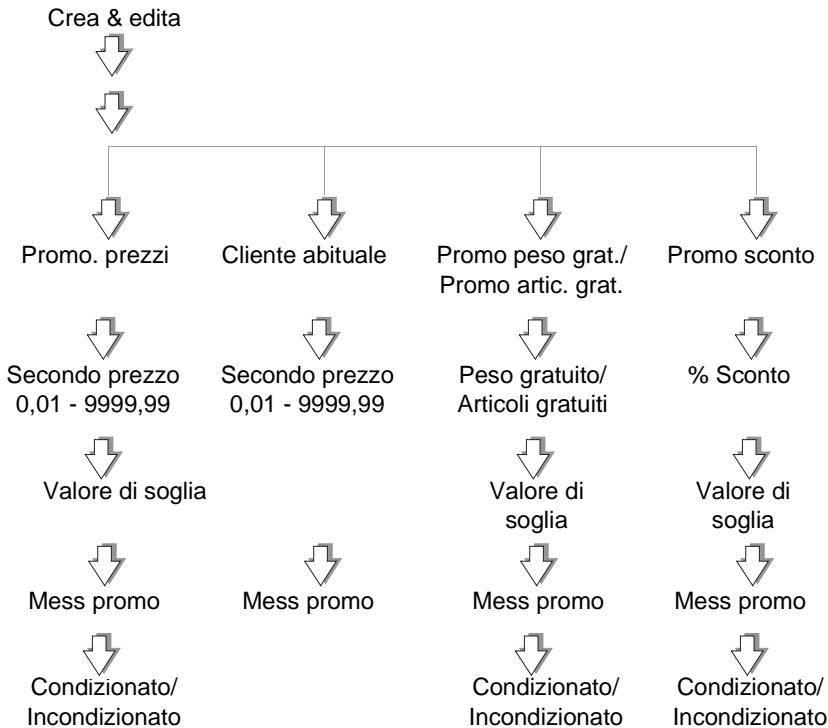 Crea & edita
Promo. prezzi
Cliente abituale
Promo peso grat./
Promo artic. grat.
Promo sconto
Secondo prezzo
0,01 - 9999,99
Secondo prezzo
0,01 - 9999,99
Peso gratuito/
Articoli gratuiti
% Sconto
Valore di soglia
Valore di
soglia
Valore di
soglia
Mess promo
Mess promo
Mess promo
Mess promo
Condizionato/
Incondizionato
Condizionato/
Incondizionato
Condizionato/
Incondizionato